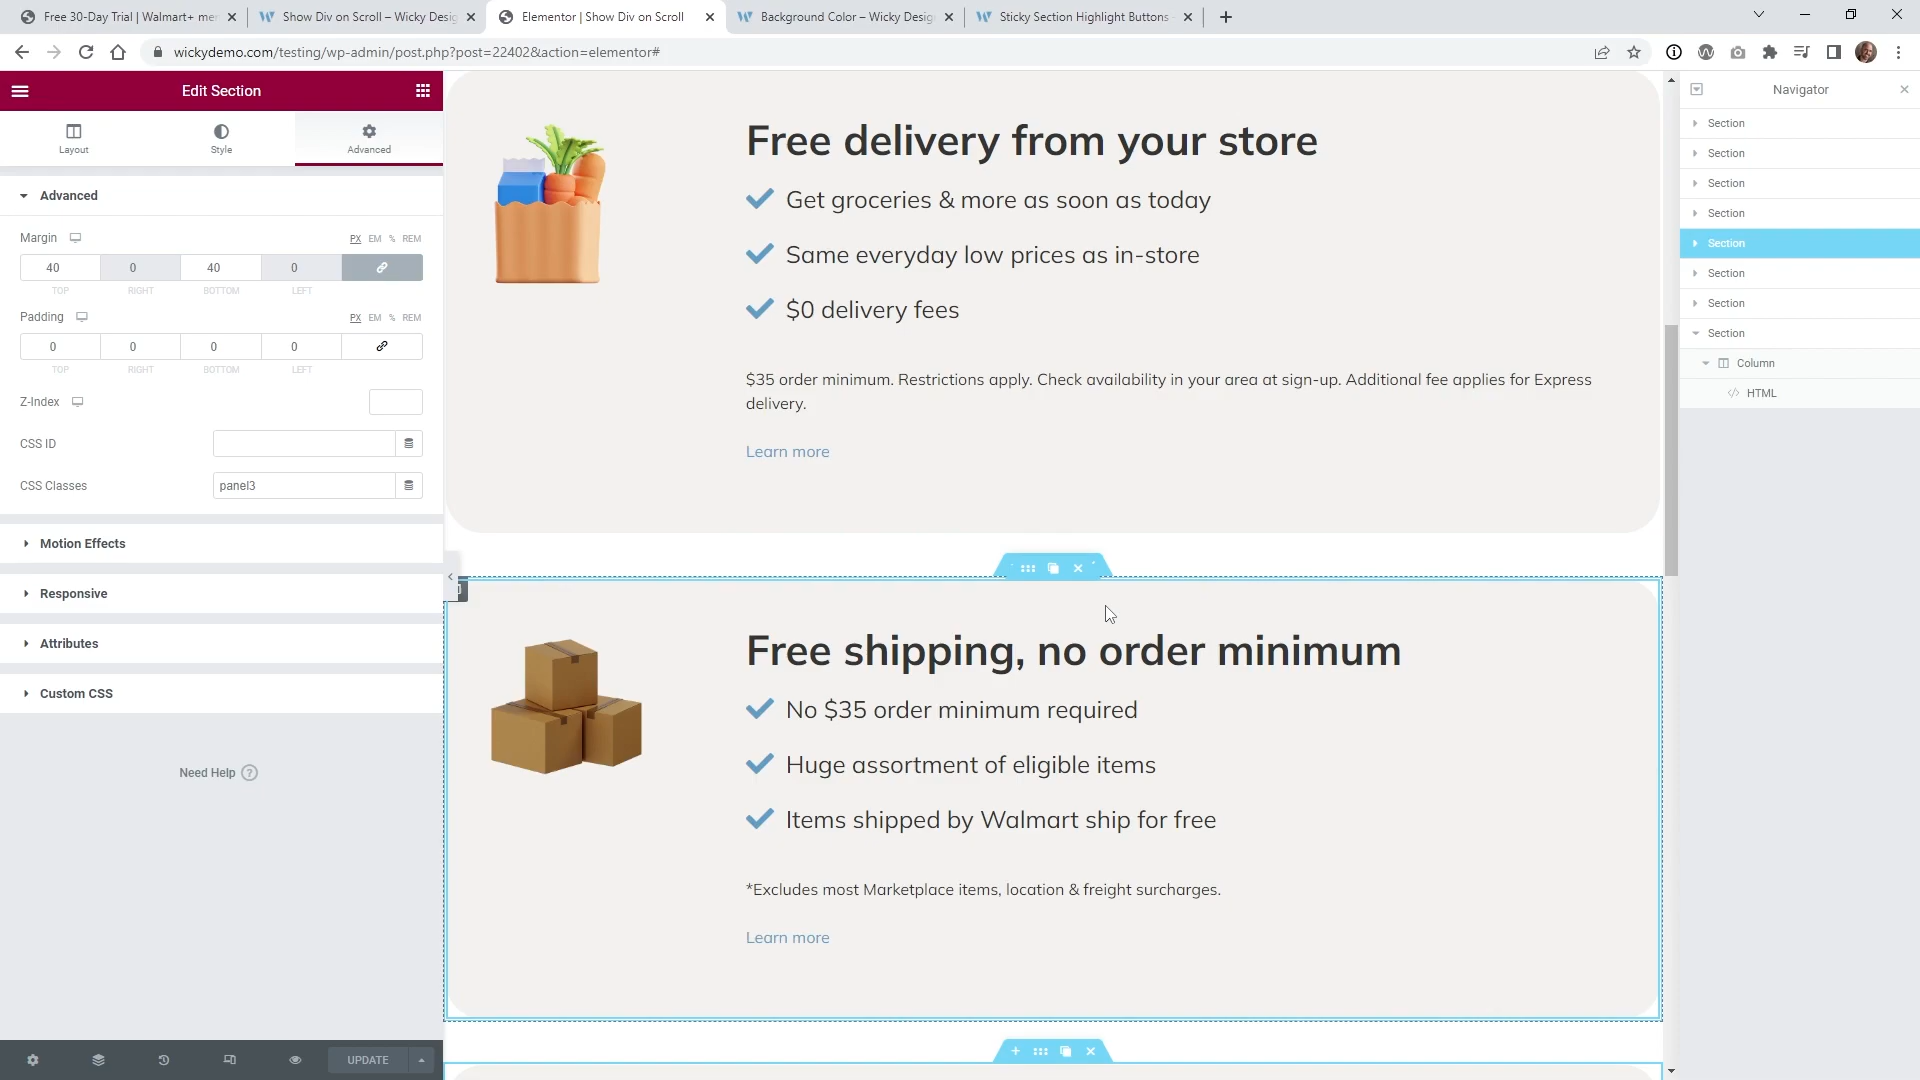 Free 30-Day Trial | Walmart+ mem
Show Div on Scroll – Wicky Desig
Elementor | Show Div on Scroll
Background Color – Wicky Design
Sticky Section Highlight Buttons
wickydemo.com/testing/wp-admin/post.php?post=22402&action=elementor#
Edit Section
Layout
Style
Advanced
Advanced
Margin
PX EM % REM
40 0 40 0
TOP RIGHT BOTTOM LEFT
Padding
PX EM % REM
0 0 0 0
TOP RIGHT BOTTOM LEFT
Z-Index
CSS ID
CSS Classes
panel3
Motion Effects
Responsive
Attributes
Custom CSS
Need Help
UPDATE
Free delivery from your store
Get groceries & more as soon as today
Same everyday low prices as in-store
$0 delivery fees
$35 order minimum. Restrictions apply. Check availability in your area at sign-up. Additional fee applies for Express
delivery.
Learn more
Free shipping, no order minimum
No $35 order minimum required
Huge assortment of eligible items
Items shipped by Walmart ship for free
*Excludes most Marketplace items, location & freight surcharges.
Learn more
Navigator
Section
Section
Section
Section
Section
Section
Section
Section
Column
HTML